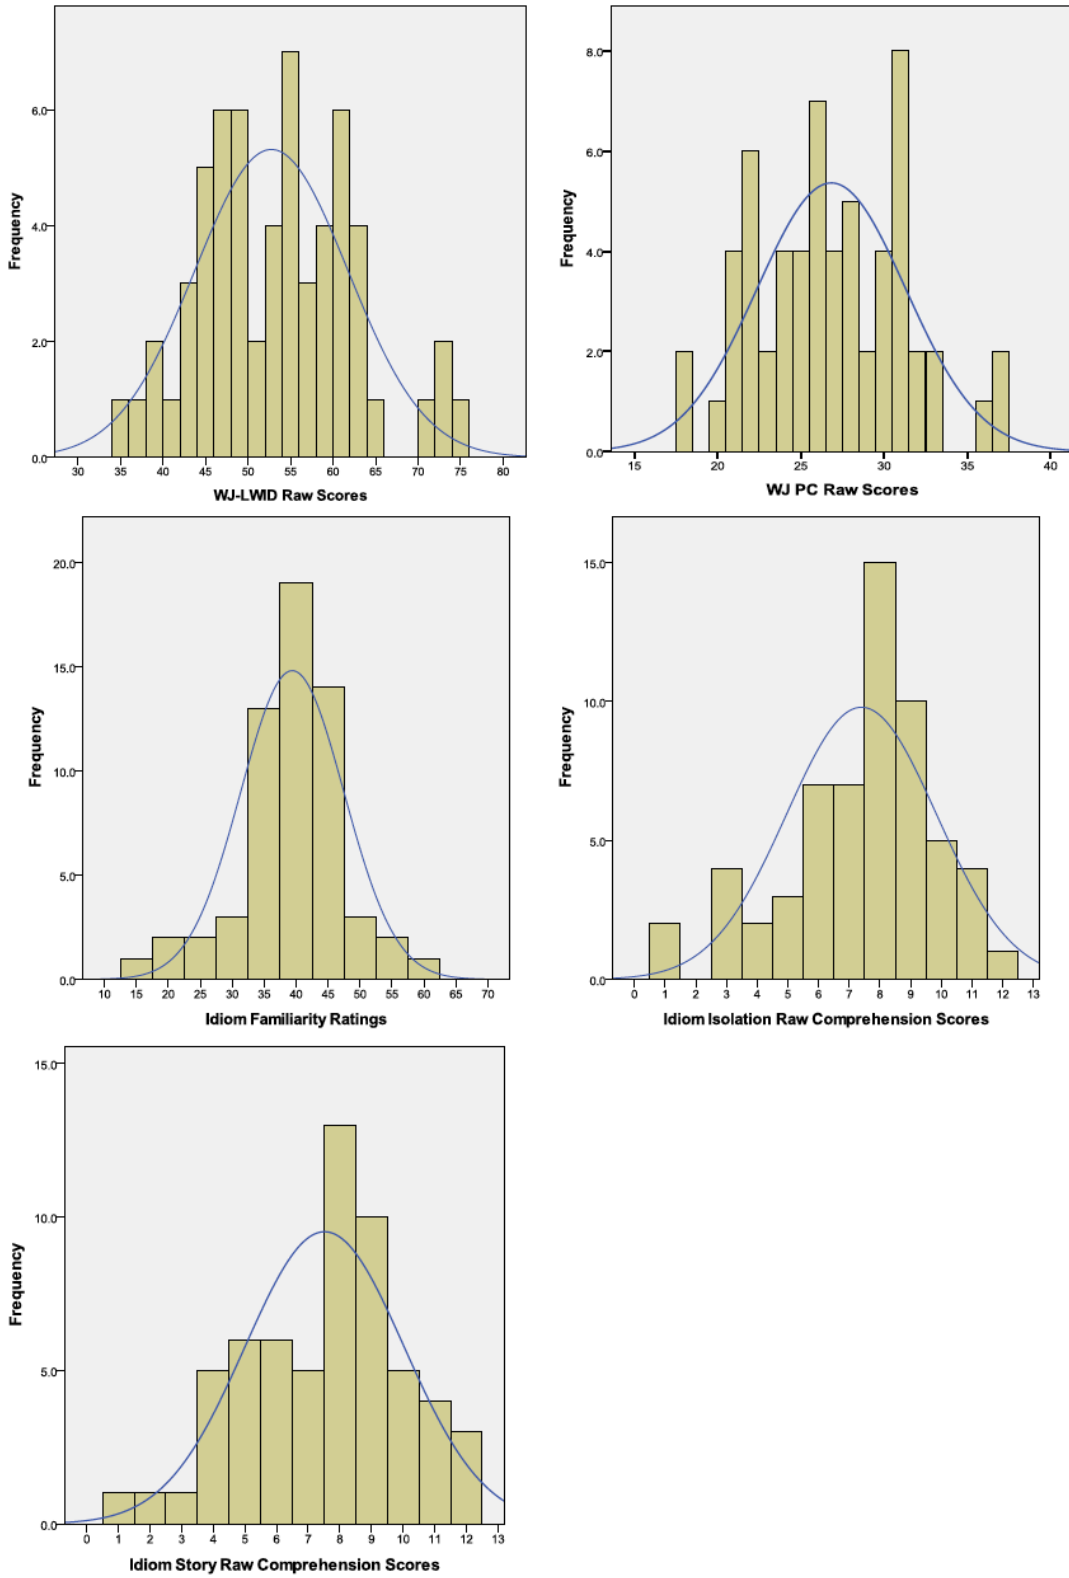 Frequency
6.0
4.0
2.0
0.0
30 35 40 45 50 55 60 65 70 75 80
WJ-LWID Raw Scores
Frequency
8.0
6.0
4.0
2.0
0.0
15 20 25 30 35 40
WJ PC Raw Scores
Frequency
20.0
15.0
10.0
5.0
0.0
10 15 20 25 30 35 40 45 50 55 60 65 70
Idiom Familiarity Ratings
Frequency
15.0
10.0
5.0
0.0
0 1 2 3 4 5 6 7 8 9 10 11 12 13
Idiom Isolation Raw Comprehension Scores
Frequency
15.0
10.0
5.0
0.0
0 1 2 3 4 5 6 7 8 9 10 11 12 13
Idiom Story Raw Comprehension Scores